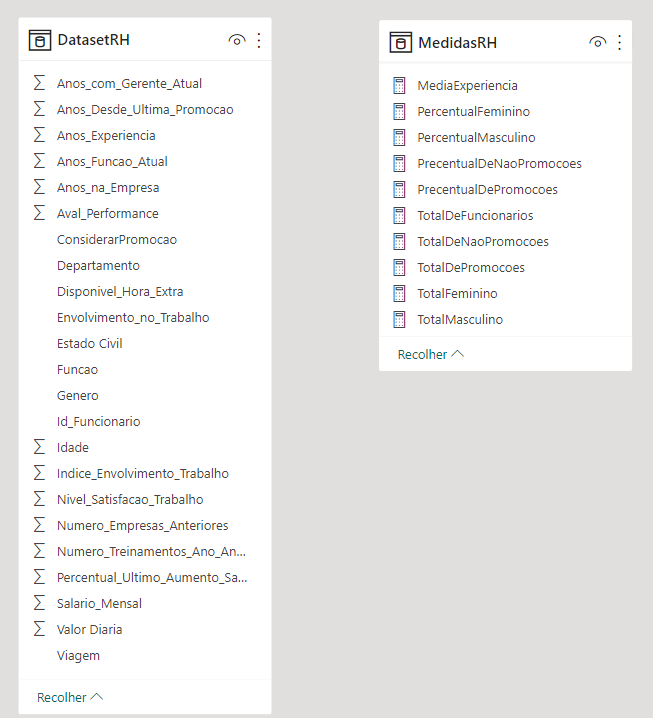 DatasetRH
Anos_com_Gerente_Atual
Anos_Desde_Ultima_Promocao
Anos_Experiencia
Anos_Funcao_Atual
Anos_na_Empresa
Aval_Performance
ConsiderarPromocao
Departamento
Disponivel_Hora_Extra
Envolvimento_no_Trabalho
Estado Civil
Funcao
Genero
Id_Funcionario
Idade
Indice_Envolvimento_Trabalho
Nivel_Satisfacao_Trabalho
Numero_Empresas_Anteriores
Numero_Treinamentos_Ano_An...
Percentual_Ultimo_Aumento_Sa...
Salario_Mensal
Valor Diaria
Viagem
Recolher
MedidasRH
MediaExperiencia
PercentualFeminino
PercentualMasculino
PrecentualDeNaoPromocoes
PrecentualDePromocoes
TotalDeFuncionarios
TotalDeNaoPromocoes
TotalDePromocoes
TotalFeminino
TotalMasculino
Recolher